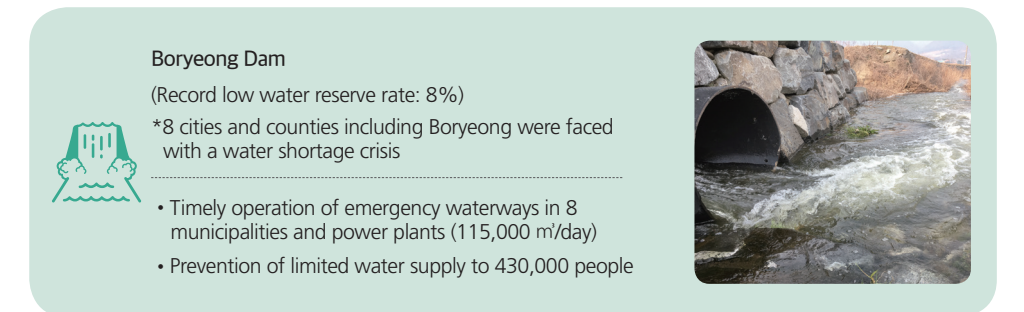 Boryeong Dam
(Record low water reserve rate: 8%)
*8 cities and counties including Boryeong were faced
with a water shortage crisis
• Timely operation of emergency waterways in 8
municipalities and power plants (115,000 ㎥/day)
• Prevention of limited water supply to 430,000 people